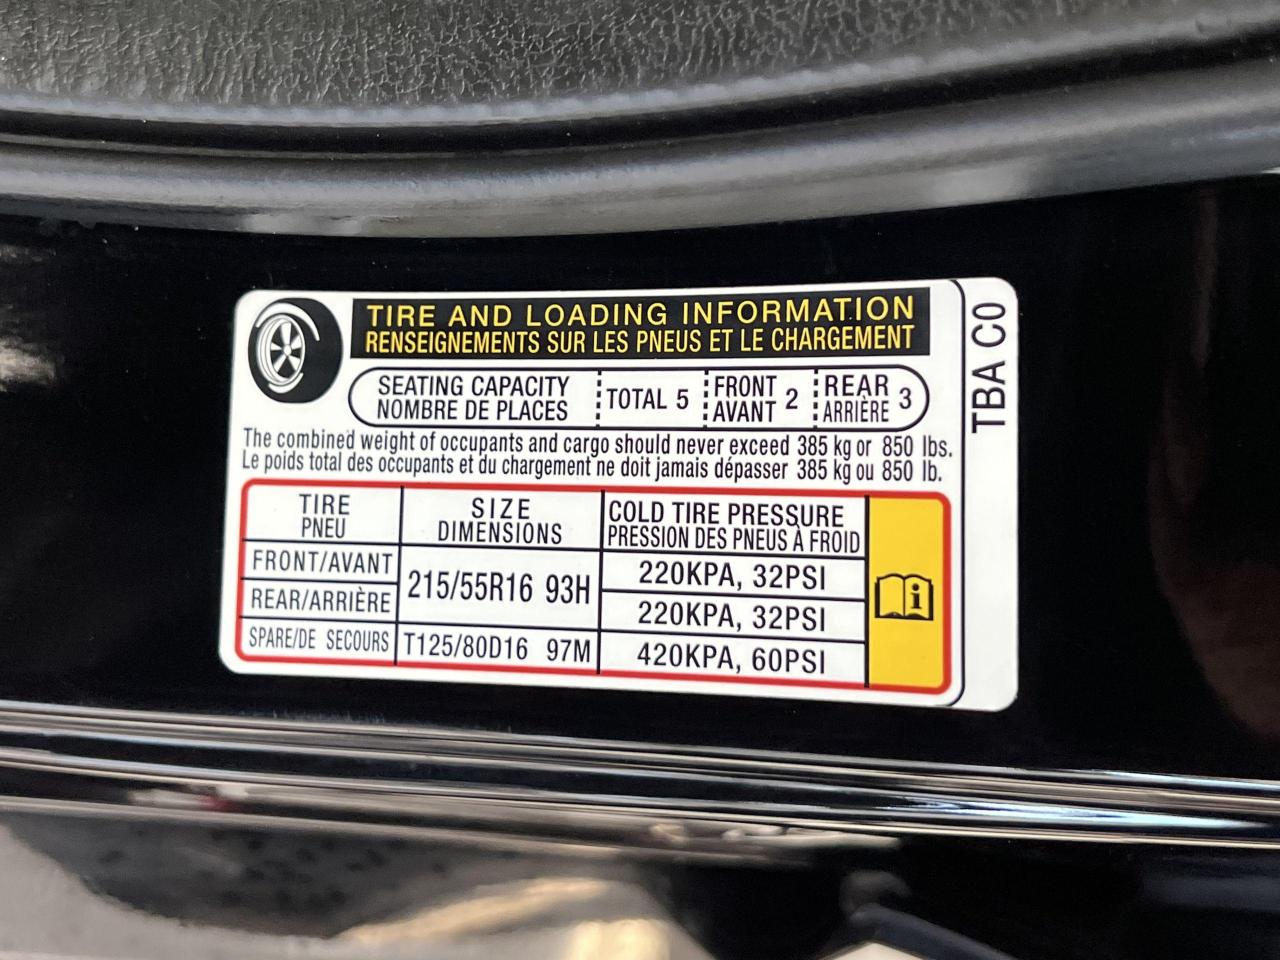 TIRE AND LOADING INFORMATION
RENSEIGNEMENTS SUR LES PNEUS ET LE CHARGEMENT
SEATING CAPACITY
NOMBRE DE PLACES
TOTAL 5
FRONT
AVANT 2
REAR
ARRIÈRE 3
The combined weight of occupants and cargo should never exceed 385 kg or 850 lbs.
Le poids total des occupants et du chargement ne doit jamais dépasser 385 kg ou 850 lb.
TIRE
PNEU
SIZE
DIMENSIONS
COLD TIRE PRESSURE
PRESSION DES PNEUS À FROID
FRONT/AVANT
215/55R16 93H
220KPA, 32PSI
REAR/ARRIÈRE
220KPA, 32PSI
SPARE/DE SECOURS
T125/80D16 97M
420KPA, 60PSI
i
TBA C0